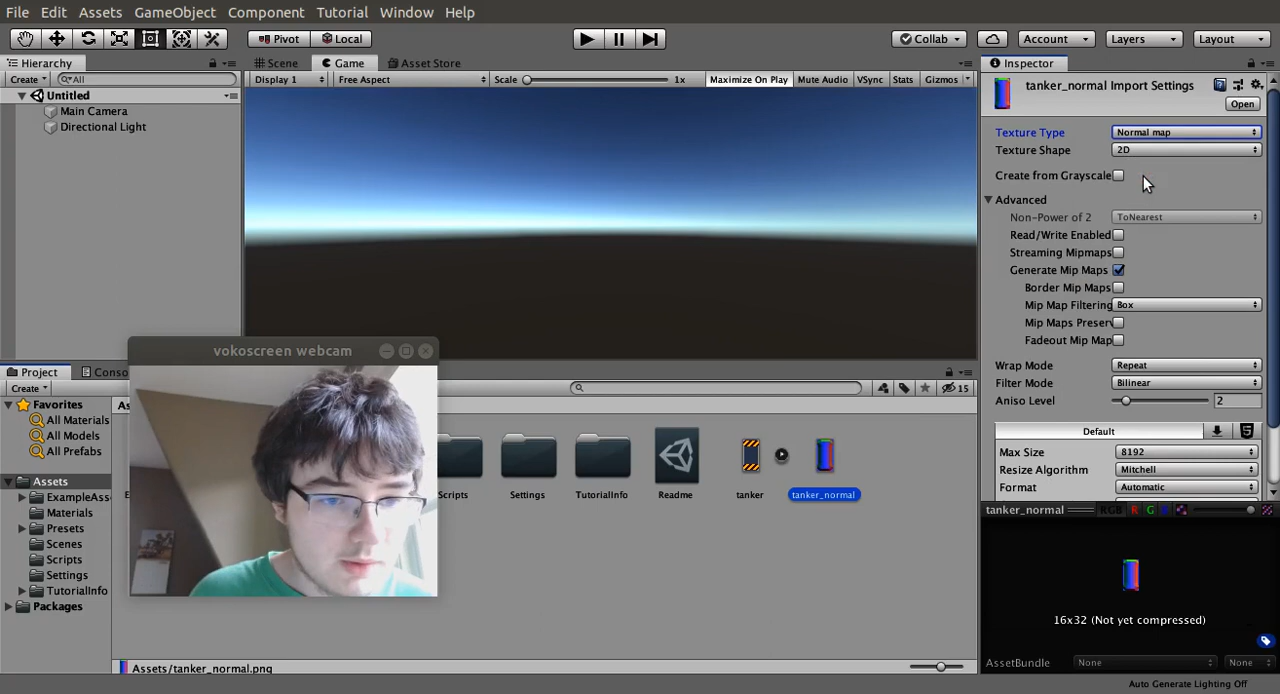 File Edit Assets GameObject Component Tutorial Window Help
Pivot Local Collab Account Layers Layout
Hierarchy
Create All
Untitled
Main Camera
Directional Light
Scene Game Asset Store
Display 1 Free Aspect Scale 1x Maximize On Play Mute Audio VSync Stats Gizmos
Inspector
tanker_normal Import Settings
Open
Texture Type Normal map
Texture Shape 2D
Create from Grayscale
Advanced
Non-Power of 2 ToNearest
Read/Write Enabled
Streaming Mipmaps
Generate Mip Maps
Border Mip Maps
Mip Map Filtering Box
Mip Maps Preserv
Fadeout Mip Map
Wrap Mode Repeat
Filter Mode Bilinear
Aniso Level 2
Default
Max Size 8192
Resize Algorithm Mitchell
Format Automatic
tanker_normal RGB R G
16x32 (Not yet compressed)
AssetBundle None None
Auto Generate Lighting Off
vokoscreen webcam
Project Conso
Create 15
Favorites
All Materials
All Models
All Prefabs
Assets
ExampleAsse
Materials
Presets
Scenes
Scripts
Settings
TutorialInfo
Packages
As
E Scripts Settings TutorialInfo Readme tanker tanker_normal
Assets/tanker_normal.png